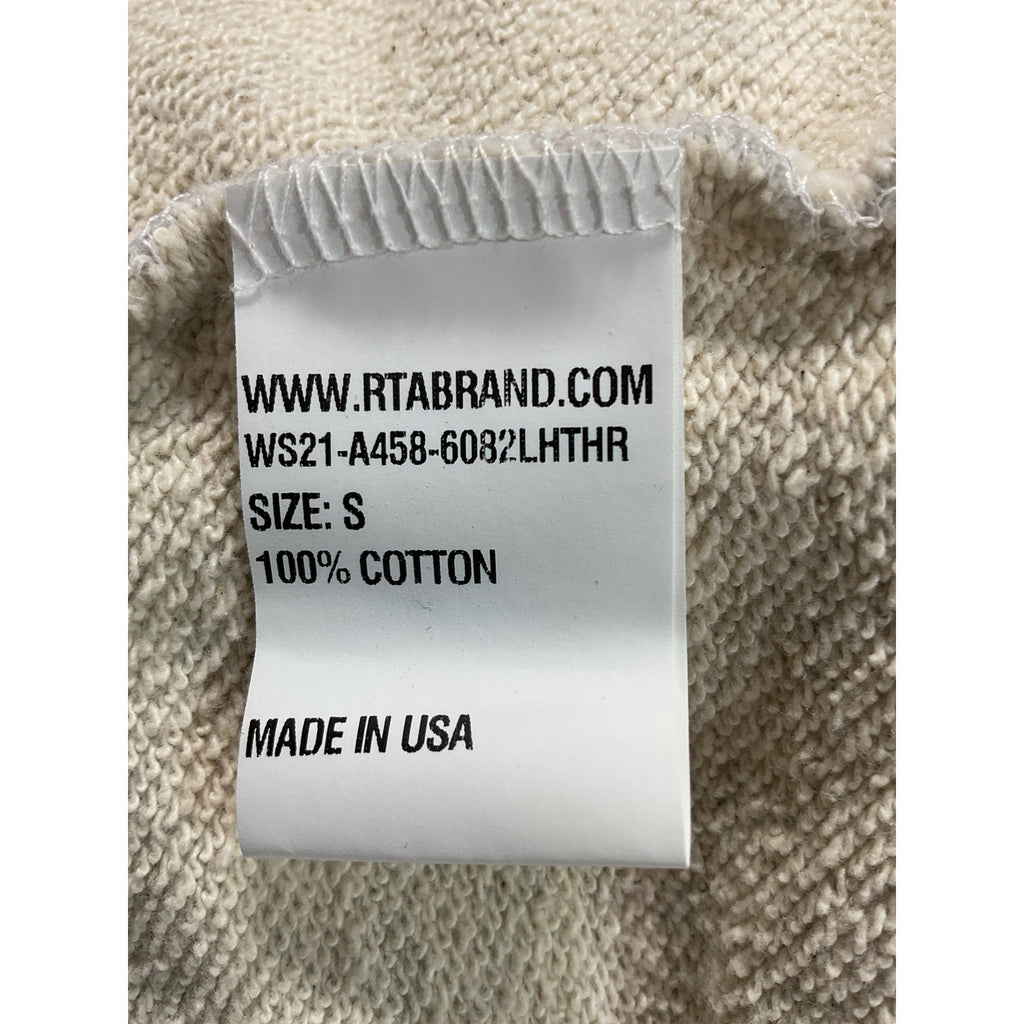 WWW.RTABRAND.COM
WS21-A458-6082LHTHR
SIZE: S
100% COTTON
MADE IN USA